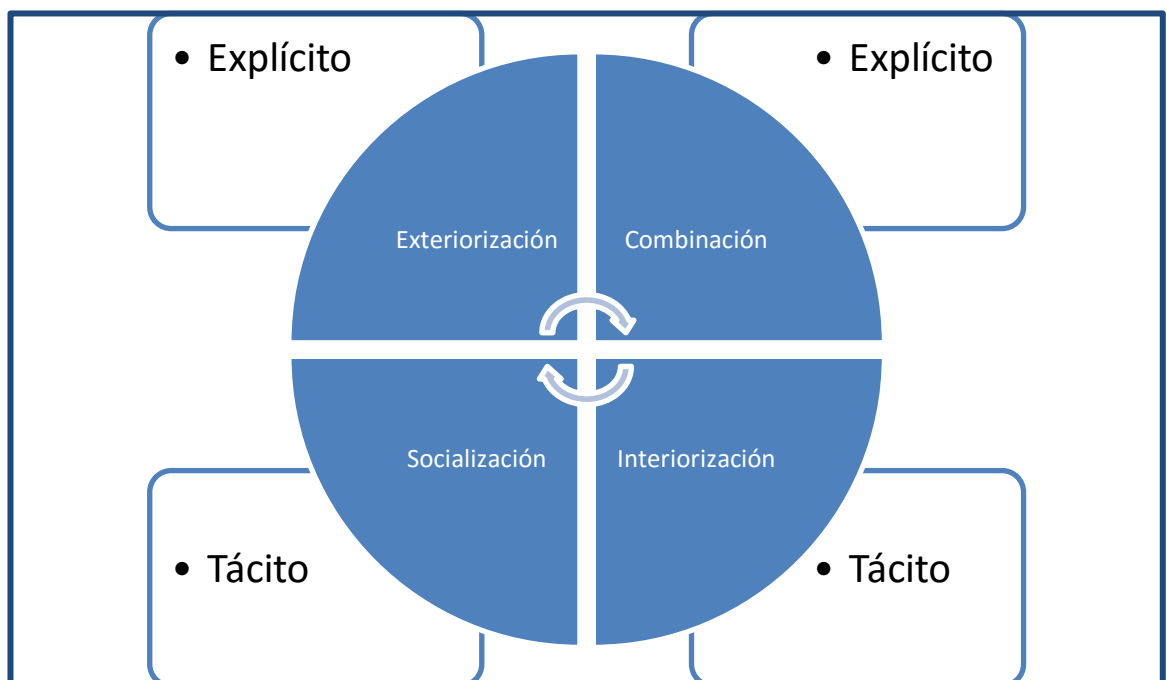 • Explícito
• Explícito
Exteriorización
Combinación
Socialización
Interiorización
• Tácito
• Tácito